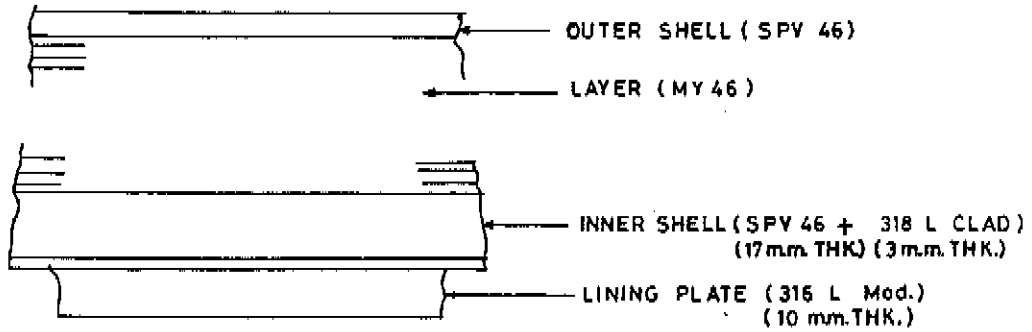 OUTER SHELL (SPV 46)
LAYER (MY 46)
INNER SHELL (SPV 46 + 318 L CLAD)
(17 m.m. THK) (3 m.m. THK.)
LINING PLATE (316 L Mod.)
(10 mm. THK.)